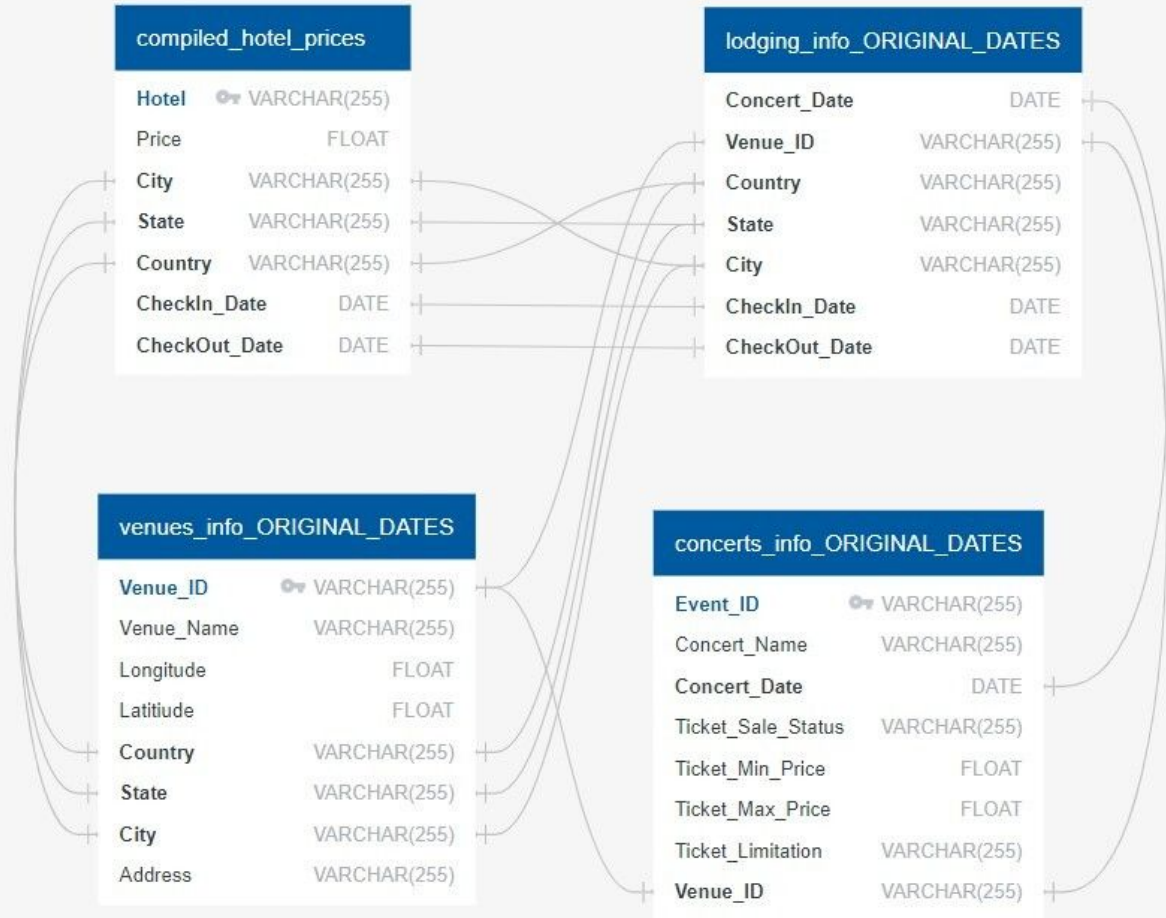 compiled_hotel_prices
Hotel VARCHAR(255)
Price FLOAT
City VARCHAR(255)
State VARCHAR(255)
Country VARCHAR(255)
CheckIn_Date DATE
CheckOut_Date DATE
lodging_info_ORIGINAL_DATES
Concert_Date DATE
Venue_ID VARCHAR(255)
Country VARCHAR(255)
State VARCHAR(255)
City VARCHAR(255)
CheckIn_Date DATE
CheckOut_Date DATE
venues_info_ORIGINAL_DATES
Venue_ID VARCHAR(255)
Venue_Name VARCHAR(255)
Longitude FLOAT
Latitiude FLOAT
Country VARCHAR(255)
State VARCHAR(255)
City VARCHAR(255)
Address VARCHAR(255)
concerts_info_ORIGINAL_DATES
Event_ID VARCHAR(255)
Concert_Name VARCHAR(255)
Concert_Date DATE
Ticket_Sale_Status VARCHAR(255)
Ticket_Min_Price FLOAT
Ticket_Max_Price FLOAT
Ticket_Limitation VARCHAR(255)
Venue_ID VARCHAR(255)